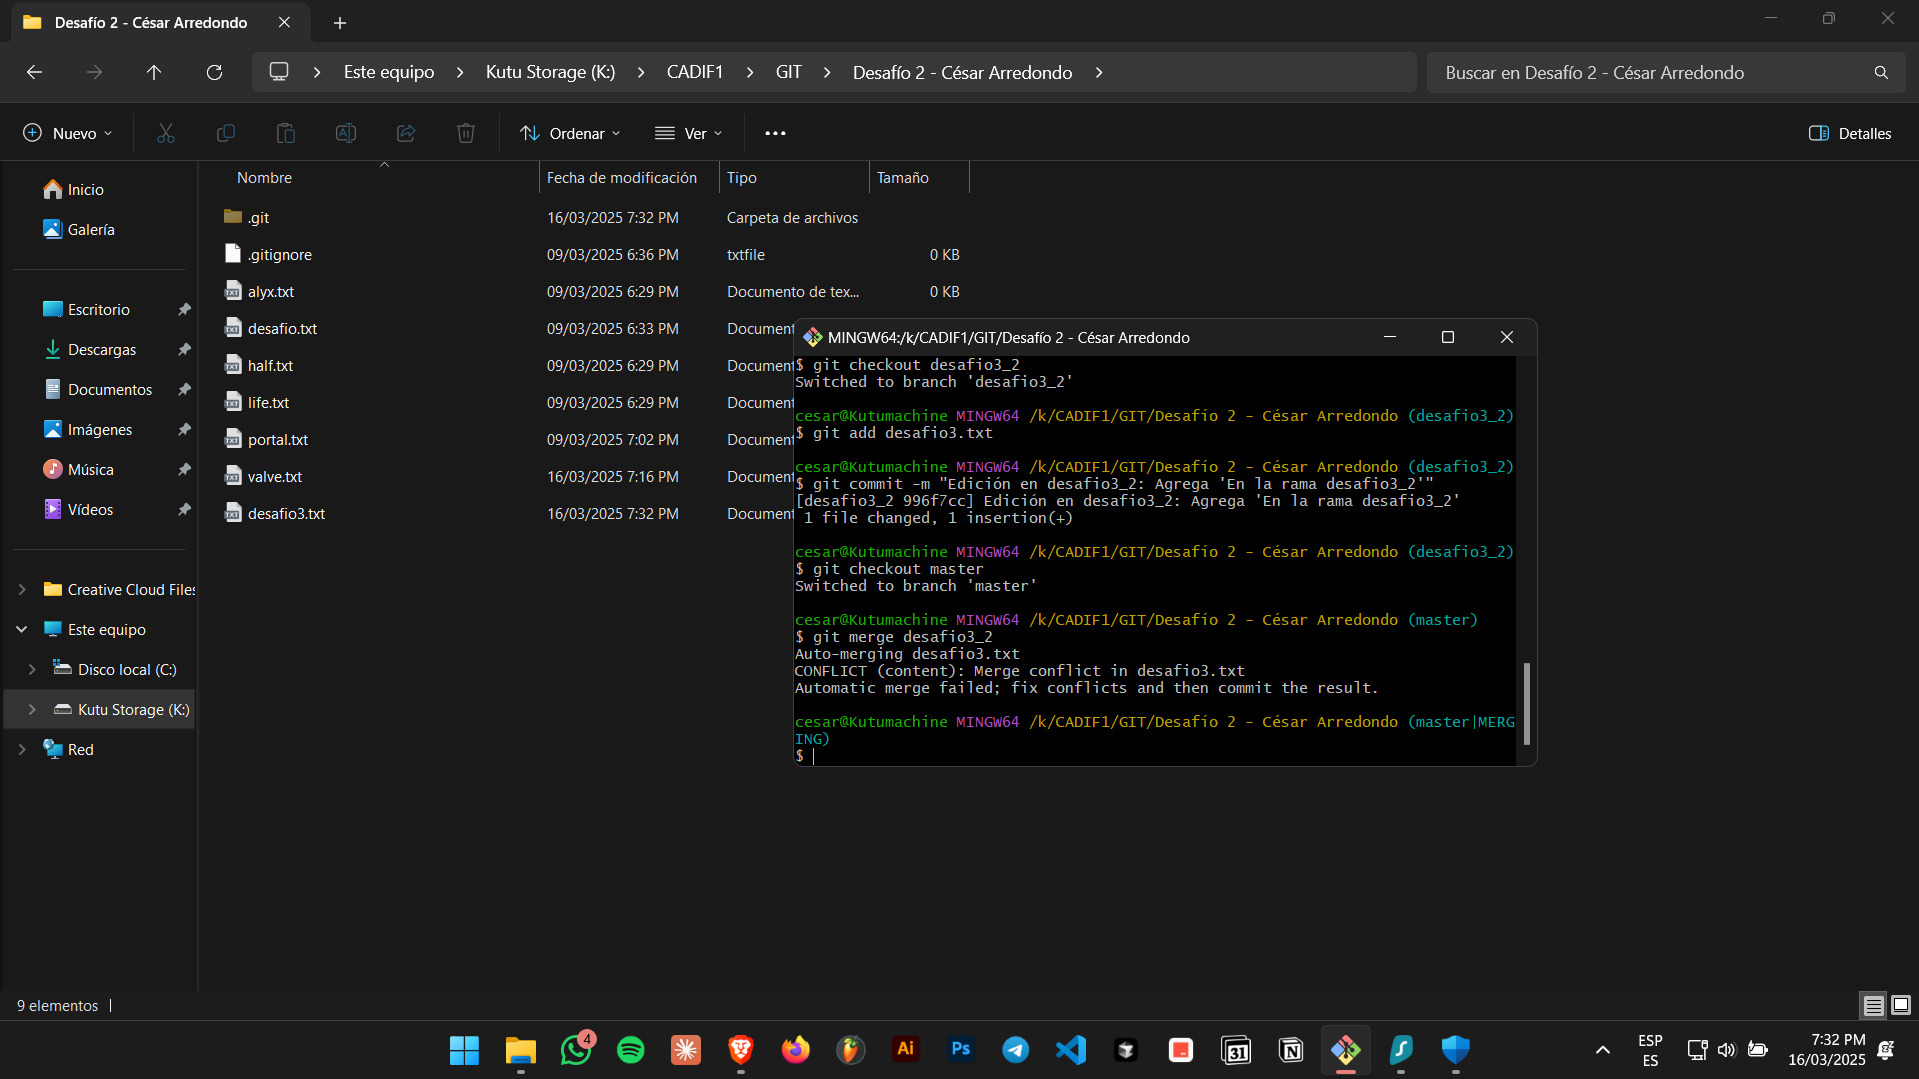 Desafío 2 - César Arredondo
Este equipo
Kutu Storage (K:)
CADIF1
GIT
Desafío 2 - César Arredondo
Buscar en Desafío 2 - César Arredondo
Nuevo
Ordenar
Ver
Detalles
Nombre
Fecha de modificación
Tipo
Tamaño
.git
16/03/2025 7:32 PM
Carpeta de archivos
.gitignore
09/03/2025 6:36 PM
txtfile
0 KB
alyx.txt
09/03/2025 6:29 PM
Documento de tex...
0 KB
desafio.txt
09/03/2025 6:33 PM
Document
half.txt
09/03/2025 6:29 PM
Document
life.txt
09/03/2025 6:29 PM
Document
portal.txt
09/03/2025 7:02 PM
Document
valve.txt
16/03/2025 7:16 PM
Document
desafio3.txt
16/03/2025 7:32 PM
Document
Inicio
Galería
Escritorio
Descargas
Documentos
Imágenes
Música
Vídeos
Creative Cloud Files
Este equipo
Disco local (C:)
Kutu Storage (K:)
Red
MINGW64:/k/CADIF1/GIT/Desafío 2 - César Arredondo
$ git checkout desafio3_2
Switched to branch 'desafio3_2'
cesar@Kutumachine MINGW64 /k/CADIF1/GIT/Desafío 2 - César Arredondo (desafio3_2)
$ git add desafio3.txt
cesar@Kutumachine MINGW64 /k/CADIF1/GIT/Desafío 2 - César Arredondo (desafio3_2)
$ git commit -m "Edición en desafio3_2: Agrega 'En la rama desafio3_2'"
[desafio3_2 996f7cc] Edición en desafio3_2: Agrega 'En la rama desafio3_2'
1 file changed, 1 insertion(+)
cesar@Kutumachine MINGW64 /k/CADIF1/GIT/Desafío 2 - César Arredondo (desafio3_2)
$ git checkout master
Switched to branch 'master'
cesar@Kutumachine MINGW64 /k/CADIF1/GIT/Desafío 2 - César Arredondo (master)
$ git merge desafio3_2
Auto-merging desafio3.txt
CONFLICT (content): Merge conflict in desafio3.txt
Automatic merge failed; fix conflicts and then commit the result.
cesar@Kutumachine MINGW64 /k/CADIF1/GIT/Desafío 2 - César Arredondo (master|MERG
ING)
$
9 elementos
4
Ai
Ps
31
ESP
ES
7:32 PM
16/03/2025